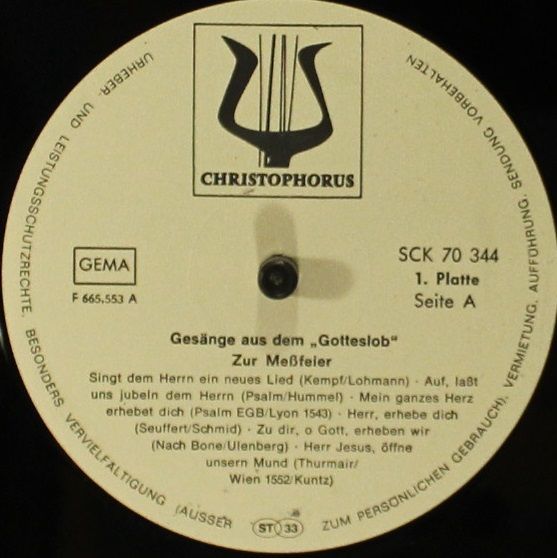 URHEBER- UND LEISTUNGSSCHUTZRECHTE, BESONDERS VERVIELFÄLTIGUNG (AUSSER ZUM PERSÖNLICHEN GEBRAUCH), VERMIETUNG, AUFFÜHRUNG, SENDUNG VORBEHALTEN
CHRISTOPHORUS
GEMA
F 665.553 A
SCK 70 344
1. Platte
Seite A
Gesänge aus dem „Gotteslob“
Zur Meßfeier
Singt dem Herrn ein neues Lied (Kempf/Lohmann) · Auf, laßt
uns jubeln dem Herrn (Psalm/Hummel) · Mein ganzes Herz
erhebet dich (Psalm EGB/Lyon 1543) · Herr, erhebe dich
(Seuffert/Schmid) · Zu dir, o Gott, erheben wir
(Nach Bone/Ulenberg) · Herr Jesus, öffne
unsern Mund (Thurmair/
Wien 1552/Kuntz)
ST 33